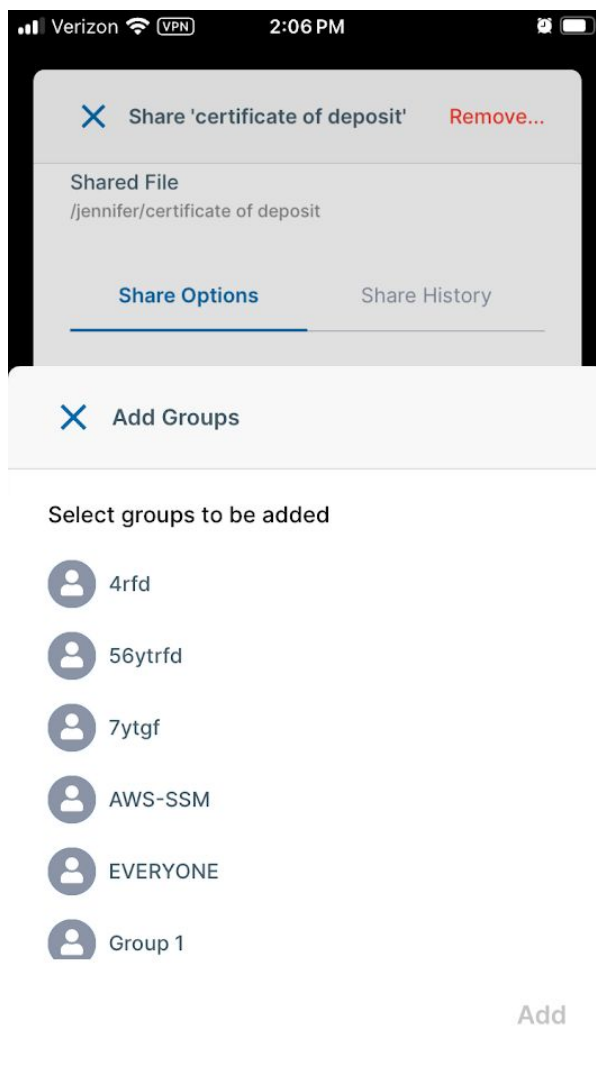 Verizon VPN 2:06 PM
Share 'certificate of deposit' Remove...
Shared File
/jennifer/certificate of deposit
Share Options Share History
Add Groups
Select groups to be added
4rfd
56ytrfd
7ytgf
AWS-SSM
EVERYONE
Group 1
Add